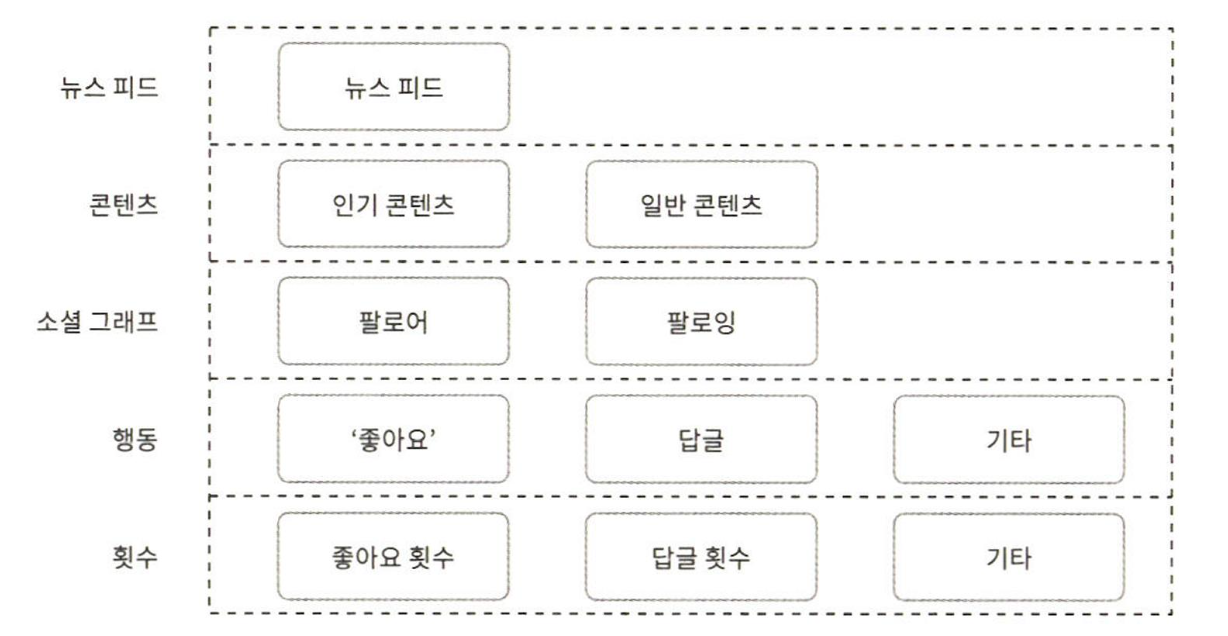 뉴스 피드 뉴스 피드
콘텐츠 인기 콘텐츠 일반 콘텐츠
소셜 그래프 팔로어 팔로잉
행동 ‘좋아요’ 답글 기타
횟수 좋아요 횟수 답글 횟수 기타